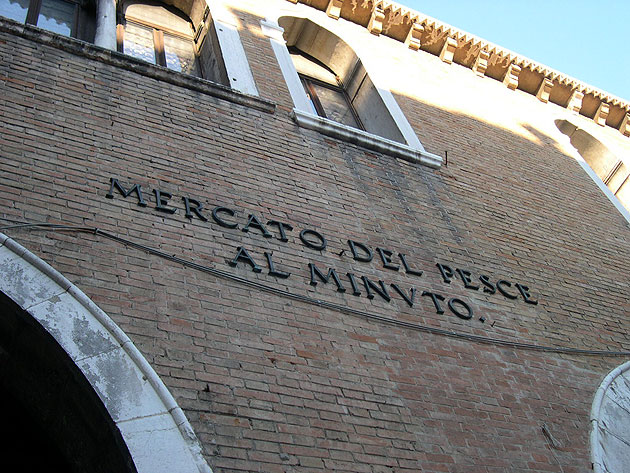 MERCATO DEL PESCE
AL MINVTO.